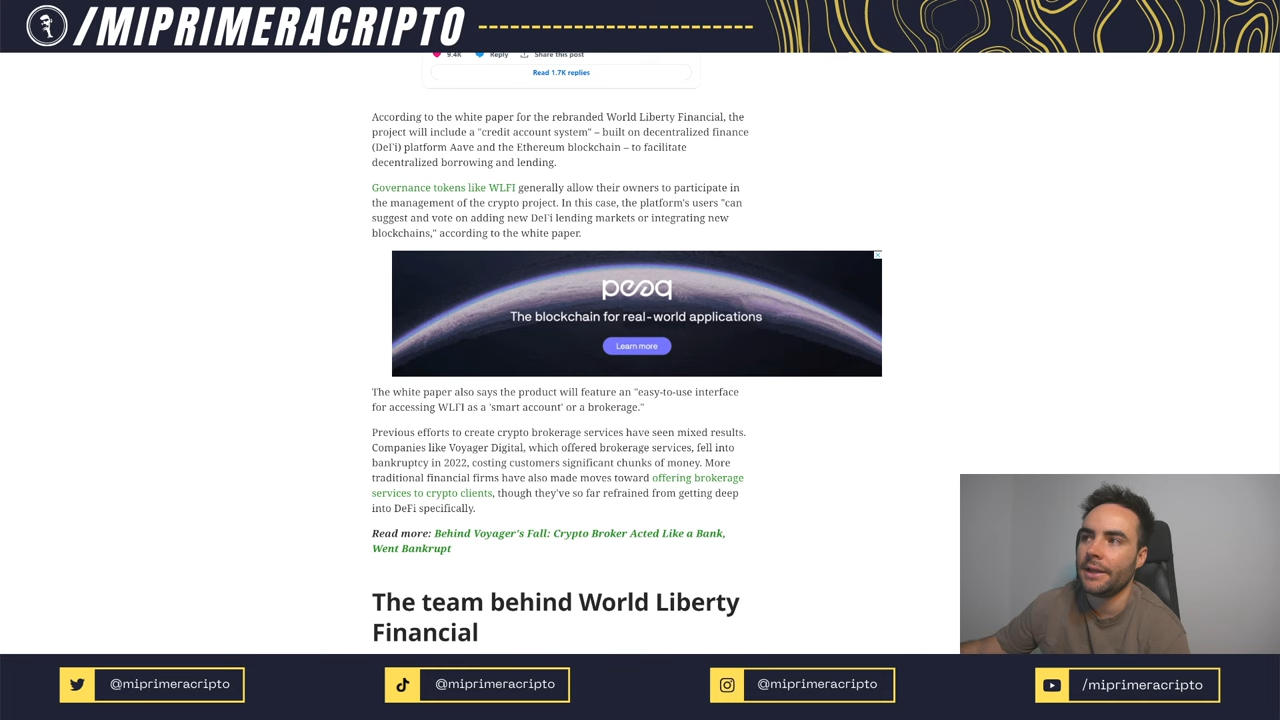 /MIPRIMERACRIPTO
9.4K Reply Share this post
Read 1.7K replies
According to the white paper for the rebranded World Liberty Financial, the
project will include a "credit account system" – built on decentralized finance
(DeFi) platform Aave and the Ethereum blockchain – to facilitate
decentralized borrowing and lending.
Governance tokens like WLFI generally allow their owners to participate in
the management of the crypto project. In this case, the platform's users "can
suggest and vote on adding new DeFi lending markets or integrating new
blockchains," according to the white paper.
peaq
The blockchain for real-world applications
Learn more
The white paper also says the product will feature an "easy-to-use interface
for accessing WLFI as a 'smart account' or a brokerage."
Previous efforts to create crypto brokerage services have seen mixed results.
Companies like Voyager Digital, which offered brokerage services, fell into
bankruptcy in 2022, costing customers significant chunks of money. More
traditional financial firms have also made moves toward offering brokerage
services to crypto clients, though they've so far refrained from getting deep
into DeFi specifically.
Read more: Behind Voyager's Fall: Crypto Broker Acted Like a Bank,
Went Bankrupt
The team behind World Liberty
Financial
@miprimeracripto @miprimeracripto @miprimeracripto /miprimeracripto